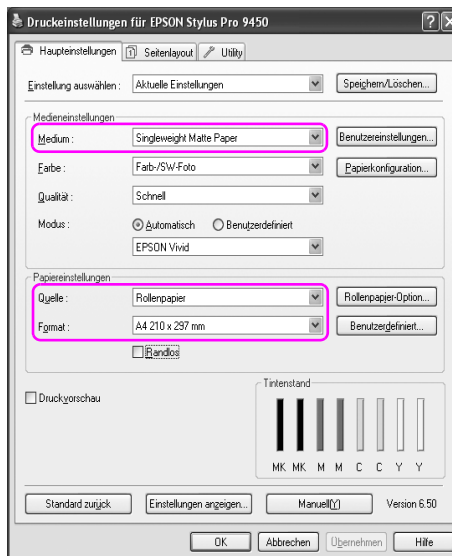 Druckeinstellungen für EPSON Stylus Pro 9450
Haupteinstellungen Seitenlayout Utility
Einstellung auswählen : Aktuelle Einstellungen Speichern/Löschen...
Medieneinstellungen
Medium : Singleweight Matte Paper Benutzereinstellungen...
Farbe : Farb-/SW-Foto Papierkonfiguration...
Qualität : Schnell
Modus : Automatisch Benutzerdefiniert
EPSON Vivid
Papiereinstellungen
Quelle : Rollenpapier Rollenpapier-Option...
Format : A4 210 x 297 mm Benutzerdefiniert...
Randlos
Druckvorschau
Tintenstand
MK MK M M C C Y Y
Standard zurück Einstellungen anzeigen... Manuell(Y) Version 6.50
OK Abbrechen Übernehmen Hilfe